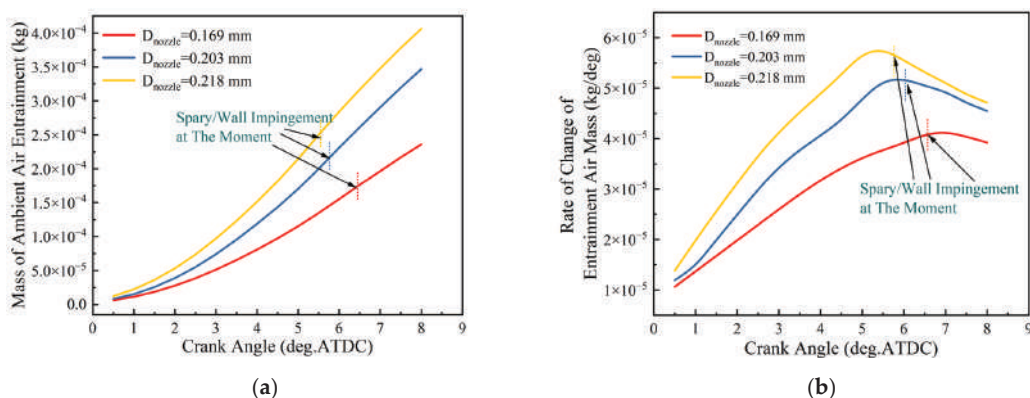 Mass of Ambient Air Entrainment (kg)
4.0×10⁻⁴
3.5×10⁻⁴
3.0×10⁻⁴
2.5×10⁻⁴
2.0×10⁻⁴
1.5×10⁻⁴
1.0×10⁻⁴
5.0×10⁻⁵
0.0
D_nozzle=0.169 mm
D_nozzle=0.203 mm
D_nozzle=0.218 mm
Spary/Wall Impingement
at The Moment
0 1 2 3 4 5 6 7 8 9
Crank Angle (deg.ATDC)
(a)
Rate of Change of
Entrainment Air Mass (kg/deg)
6×10⁻⁵
5×10⁻⁵
4×10⁻⁵
3×10⁻⁵
2×10⁻⁵
1×10⁻⁵
D_nozzle=0.169 mm
D_nozzle=0.203 mm
D_nozzle=0.218 mm
Spary/Wall Impingement
at The Moment
0 1 2 3 4 5 6 7 8 9
Crank Angle (deg.ATDC)
(b)